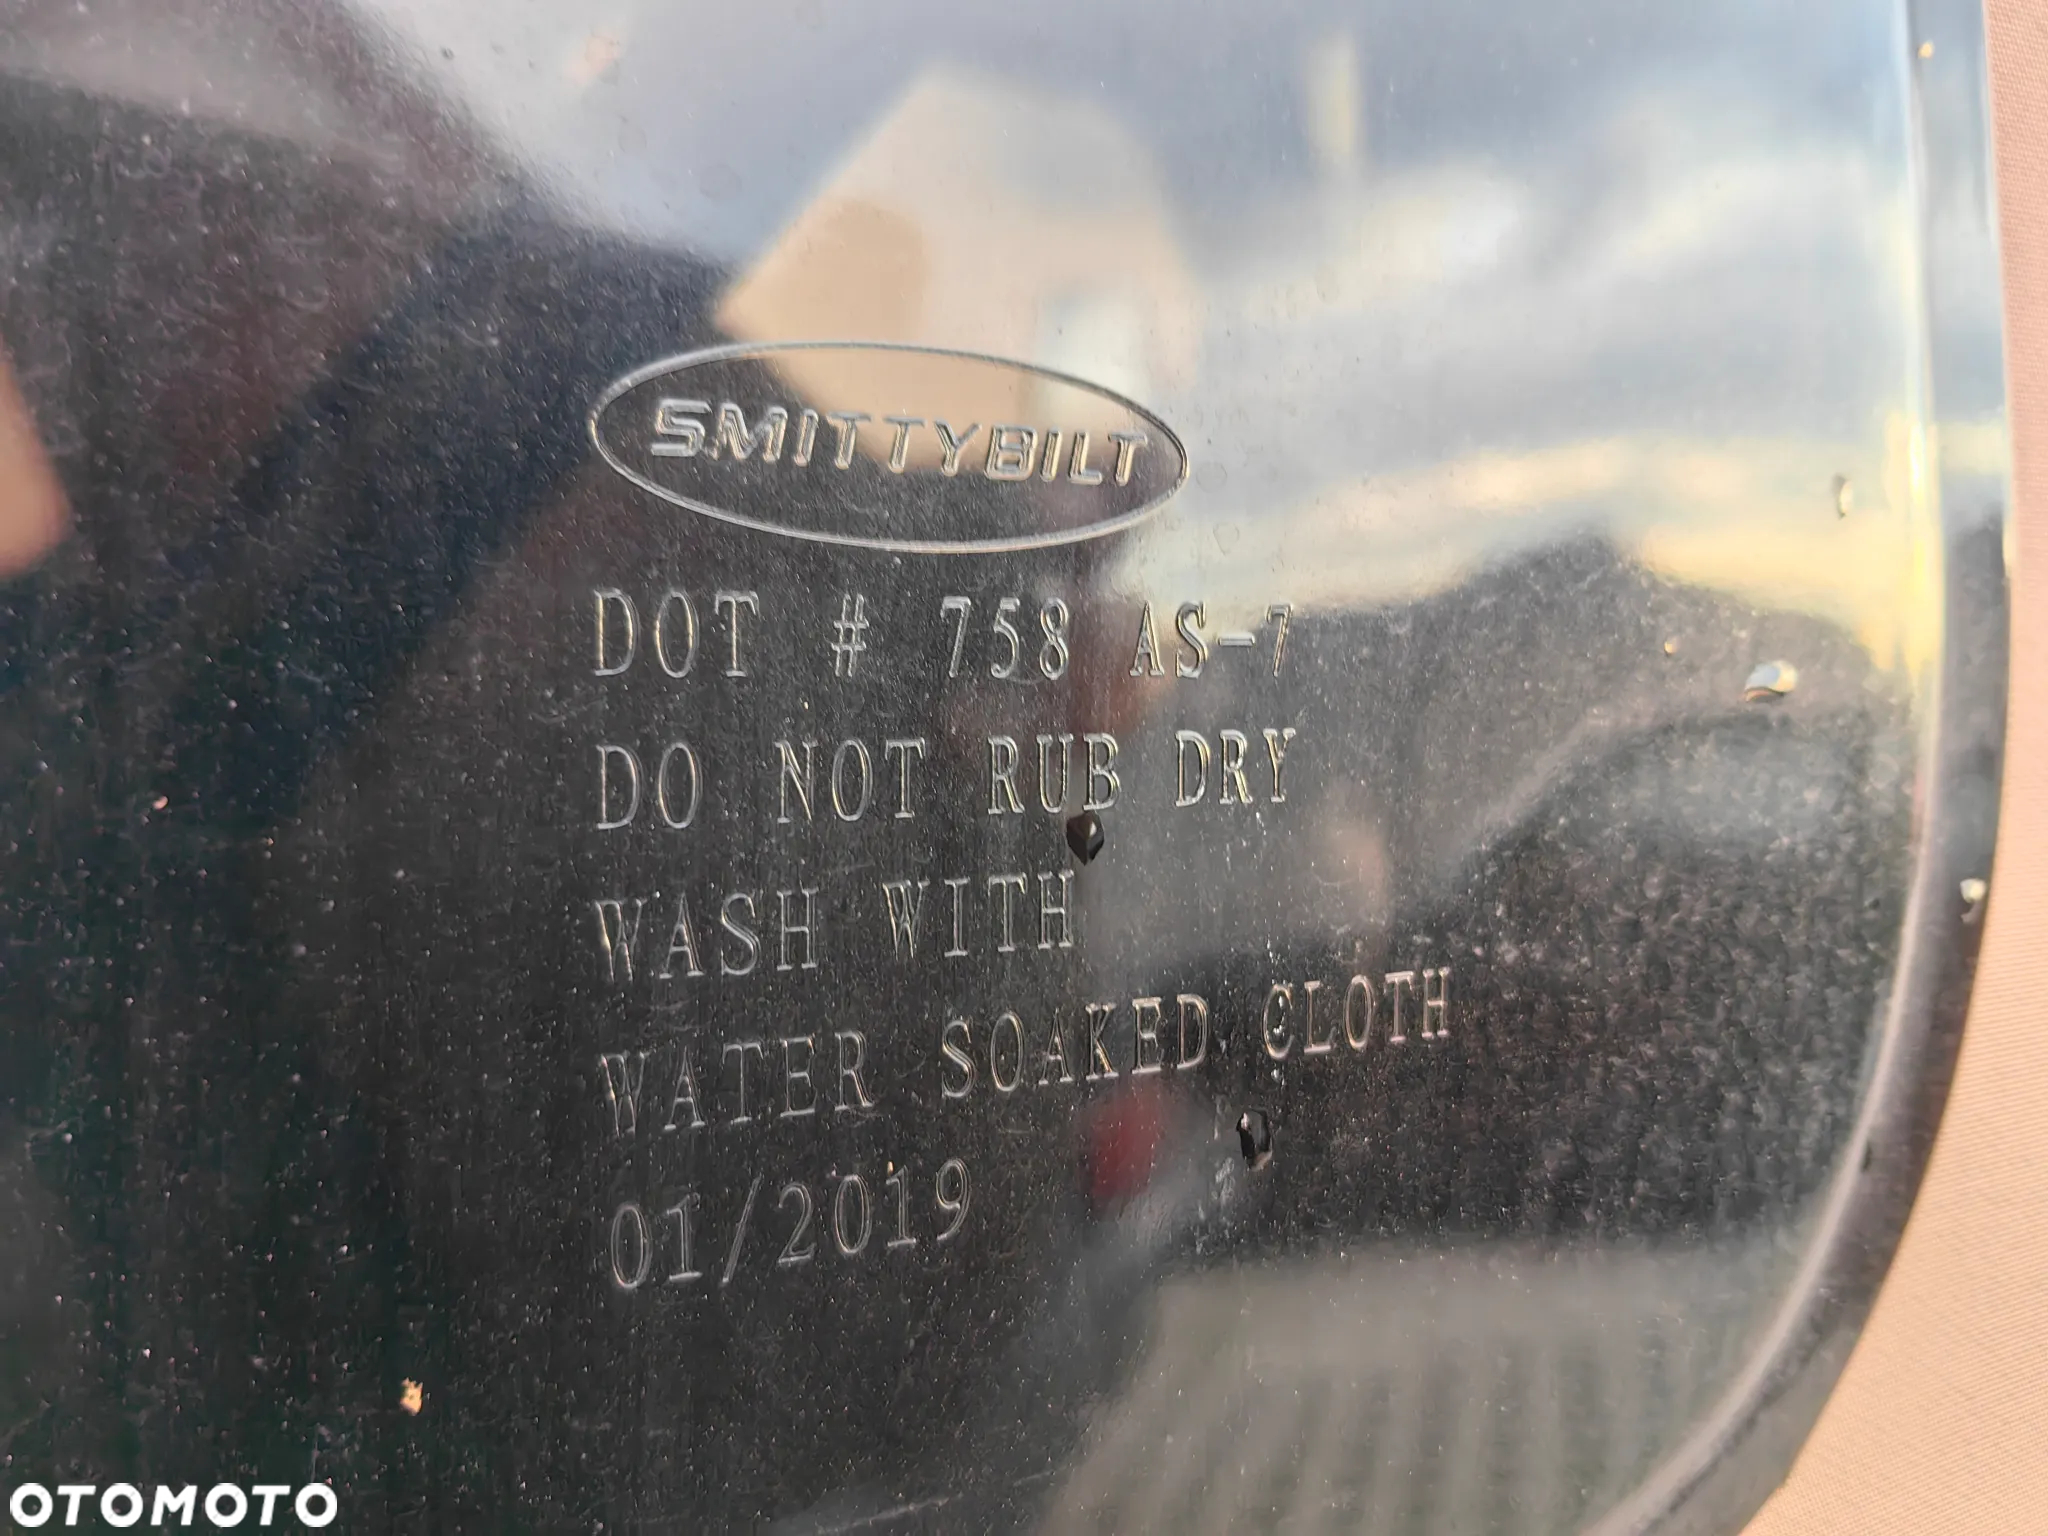 SMITTYBILT
DOT # 758 AS-7
DO NOT RUB DRY
WASH WITH
WATER SOAKED CLOTH
01/2019
OTOMOTO